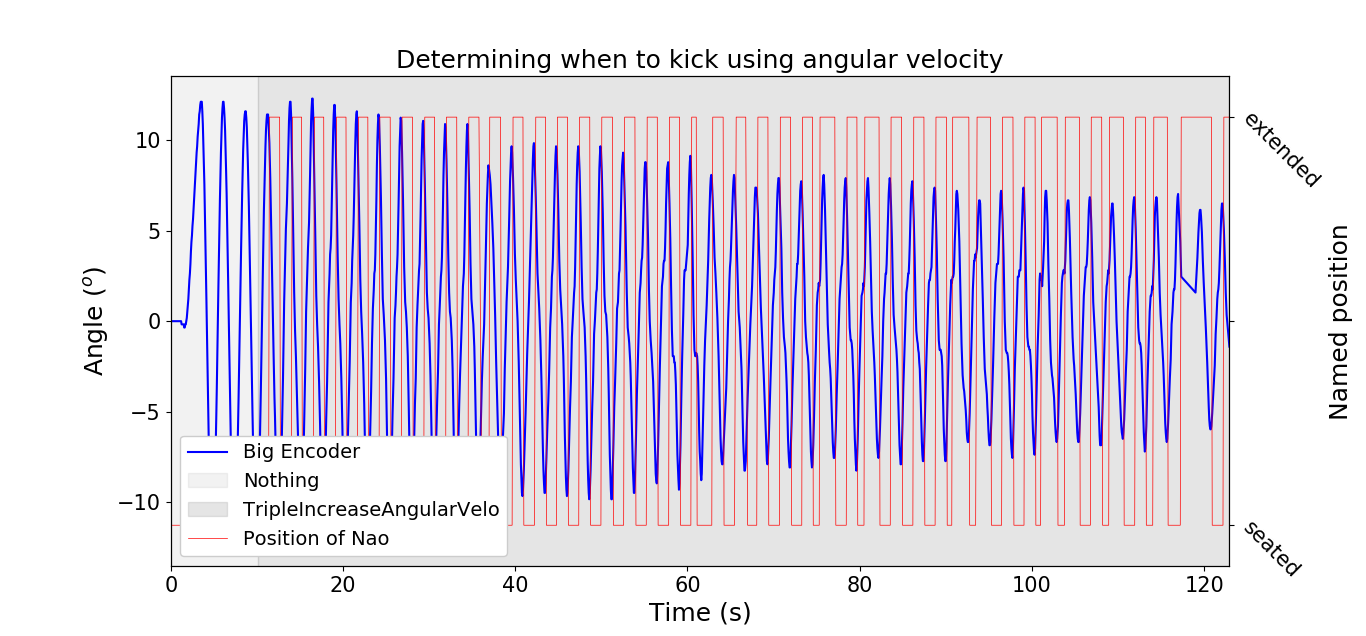 Determining when to kick using angular velocity
10
5
0
−5
−10
Angle (⁰)
extended
seated
Named position
Big Encoder
Nothing
TripleIncreaseAngularVelo
Position of Nao
0 20 40 60 80 100 120
Time (s)